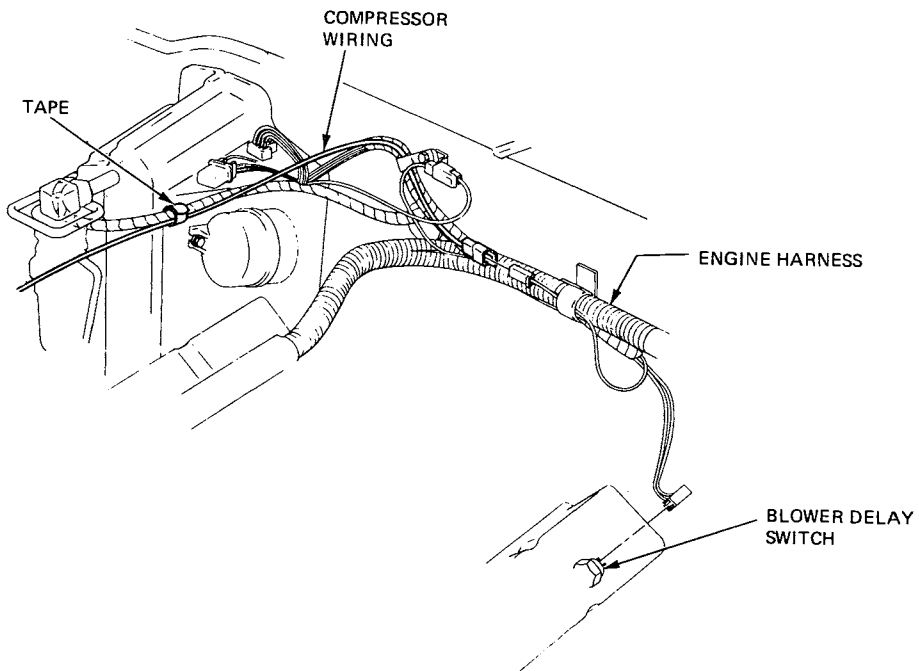 COMPRESSOR
WIRING
TAPE
ENGINE HARNESS
BLOWER DELAY
SWITCH